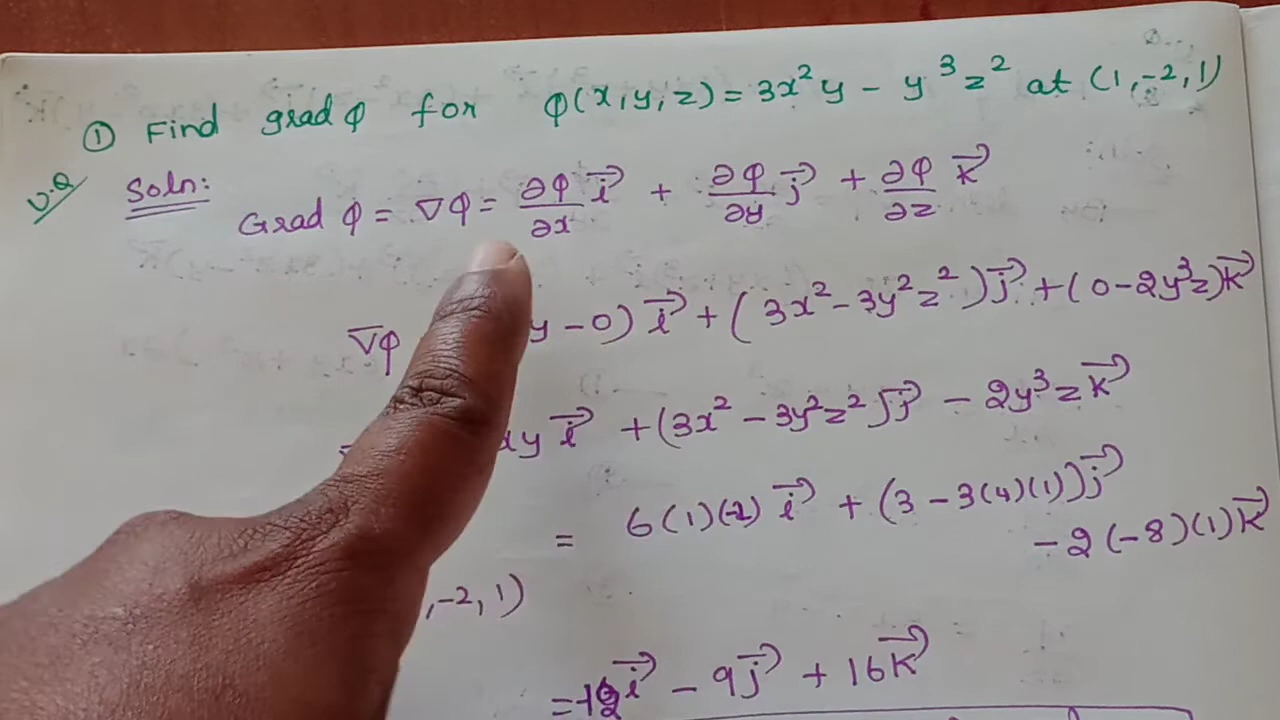 ① Find grad φ for φ(x,y,z) = 3x²y − y³z² at (1,-2,1)
U.Q Soln:
Grad φ = ∇φ = ∂φ/∂x i⃗ + ∂φ/∂y j⃗ + ∂φ/∂z k⃗
∇φ y − 0) i⃗ + (3x² − 3y²z²) j⃗ + (0 − 2y³z) k⃗
= xy i⃗ + (3x² − 3y²z²) j⃗ − 2y³z k⃗
= 6(1)(-2) i⃗ + (3 − 3(4)(1)) j⃗
− 2(−8)(1) k⃗
,-2, 1)
= -12 i⃗ − 9 j⃗ + 16 k⃗